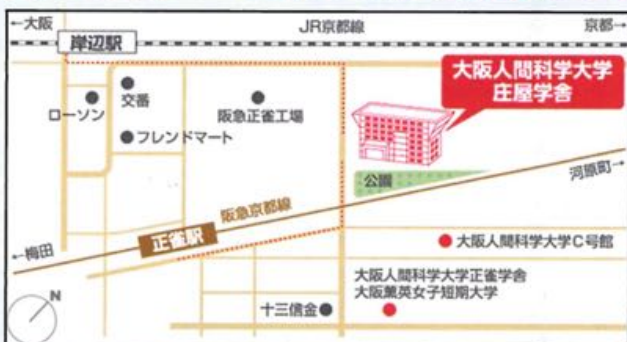 ←大阪
JR京都線
京都→
岸辺駅
大阪人間科学大学
庄屋学舎
交番
ローソン
阪急正雀工場
フレンドマート
公園
河原町→
阪急京都線
正雀駅
←梅田
大阪人間科学大学C号館
大阪人間科学大学正雀学舎
大阪薫英女子短期大学
十三信金
N